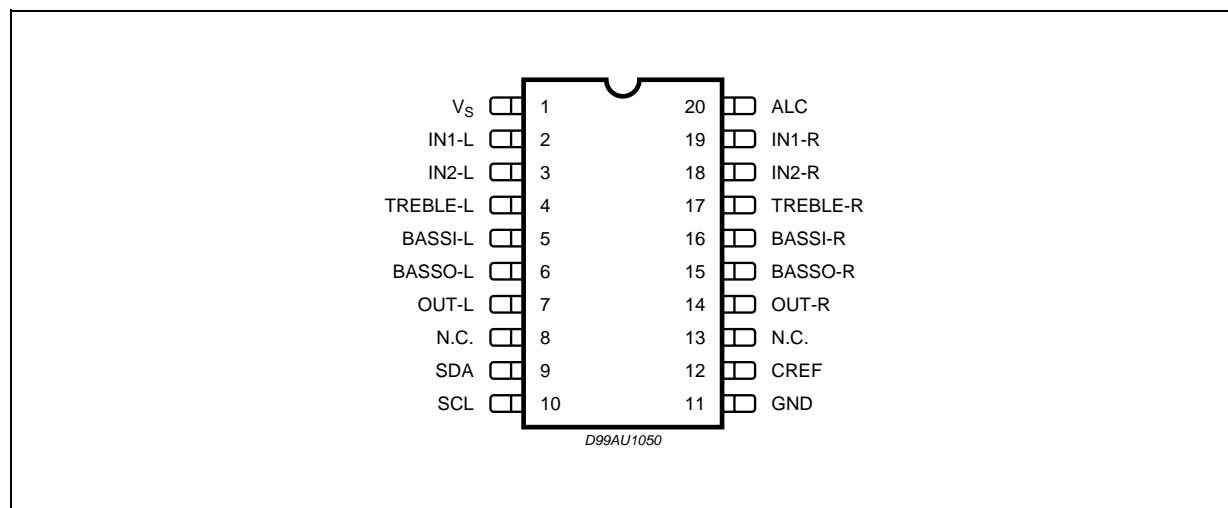 VS 1 20 ALC
IN1-L 2 19 IN1-R
IN2-L 3 18 IN2-R
TREBLE-L 4 17 TREBLE-R
BASSI-L 5 16 BASSI-R
BASSO-L 6 15 BASSO-R
OUT-L 7 14 OUT-R
N.C. 8 13 N.C.
SDA 9 12 CREF
SCL 10 11 GND
D99AU1050